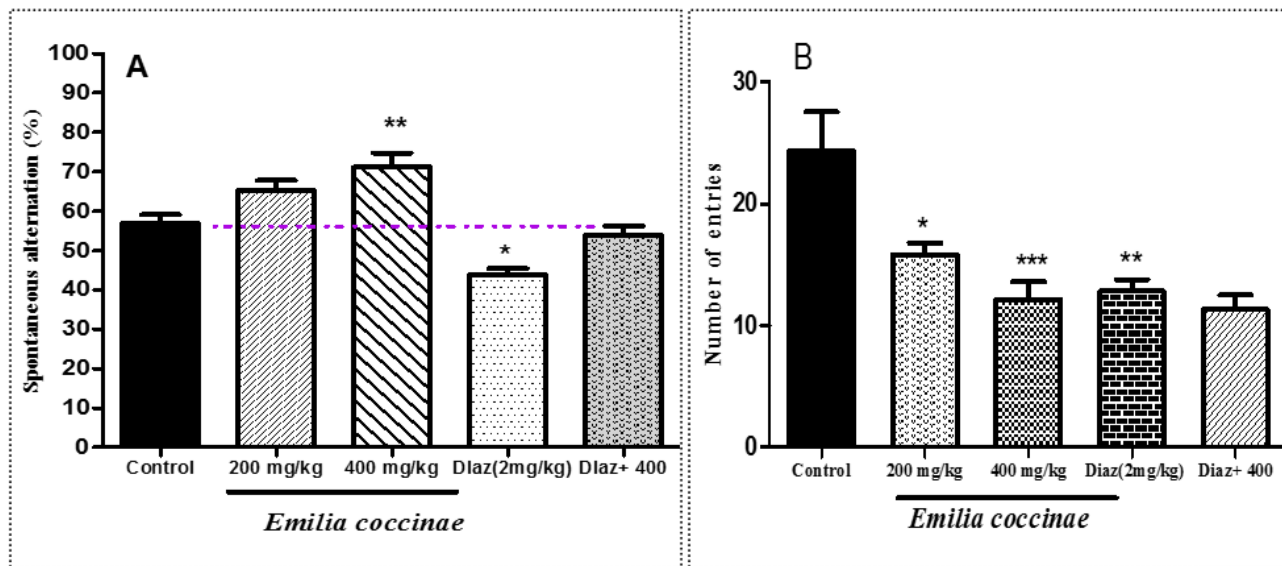 A
Spontaneous alternation (%)
100
90
80
70
60
50
40
30
20
10
0
**
*
Control 200 mg/kg 400 mg/kg DIaz(2mg/kg) DIaz+ 400
Emilia coccinae
B
Number of entries
30
20
10
0
*
***
**
Control 200 mg/kg 400 mg/kg Diaz(2mg/kg) Diaz+ 400
Emilia coccinae